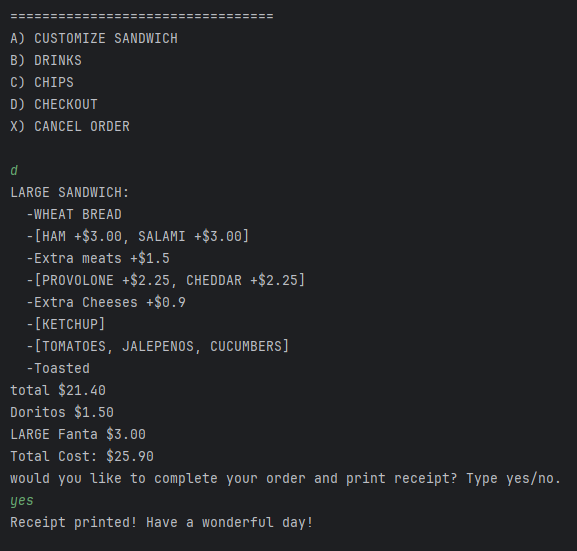 =================================
A) CUSTOMIZE SANDWICH
B) DRINKS
C) CHIPS
D) CHECKOUT
X) CANCEL ORDER
d
LARGE SANDWICH:
  -WHEAT BREAD
  -[HAM +$3.00, SALAMI +$3.00]
  -Extra meats +$1.5
  -[PROVOLONE +$2.25, CHEDDAR +$2.25]
  -Extra Cheeses +$0.9
  -[KETCHUP]
  -[TOMATOES, JALEPENOS, CUCUMBERS]
  -Toasted
total $21.40
Doritos $1.50
LARGE Fanta $3.00
Total Cost: $25.90
would you like to complete your order and print receipt? Type yes/no.
yes
Receipt printed! Have a wonderful day!